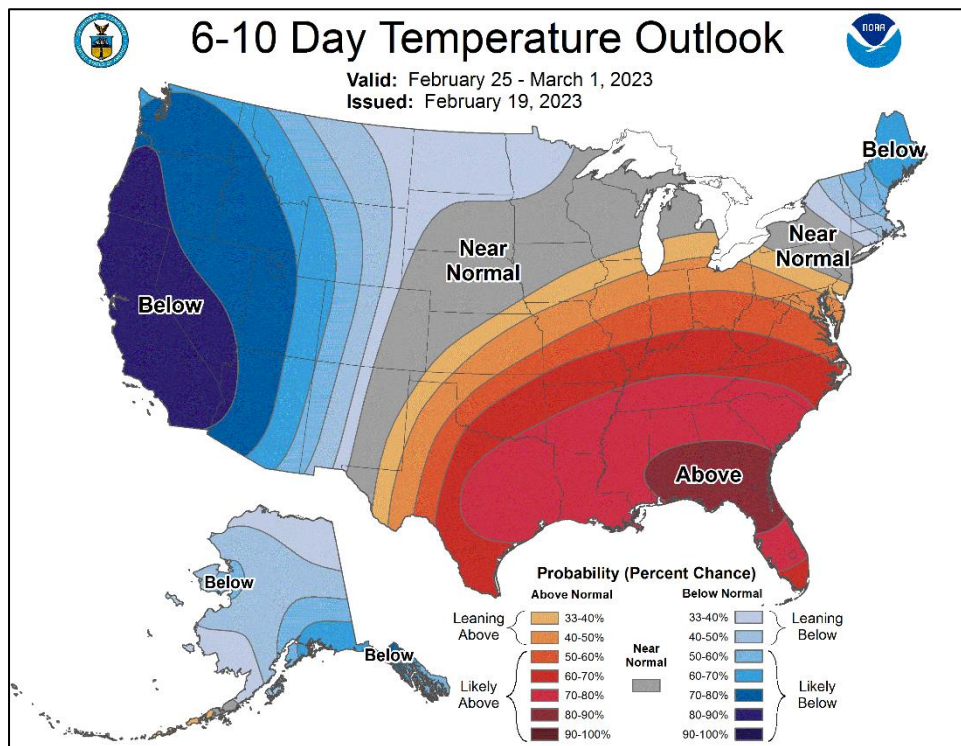 6-10 Day Temperature Outlook
NOAA
Valid: February 25 - March 1, 2023
Issued: February 19, 2023
Below
Near
Normal
Near
Normal
Below
Above
Below
Below
Probability (Percent Chance)
Above Normal
Below Normal
Leaning
Above
33-40%
40-50%
Likely
Above
50-60%
60-70%
70-80%
80-90%
90-100%
Near
Normal
33-40%
40-50%
Leaning
Below
50-60%
60-70%
70-80%
80-90%
90-100%
Likely
Below